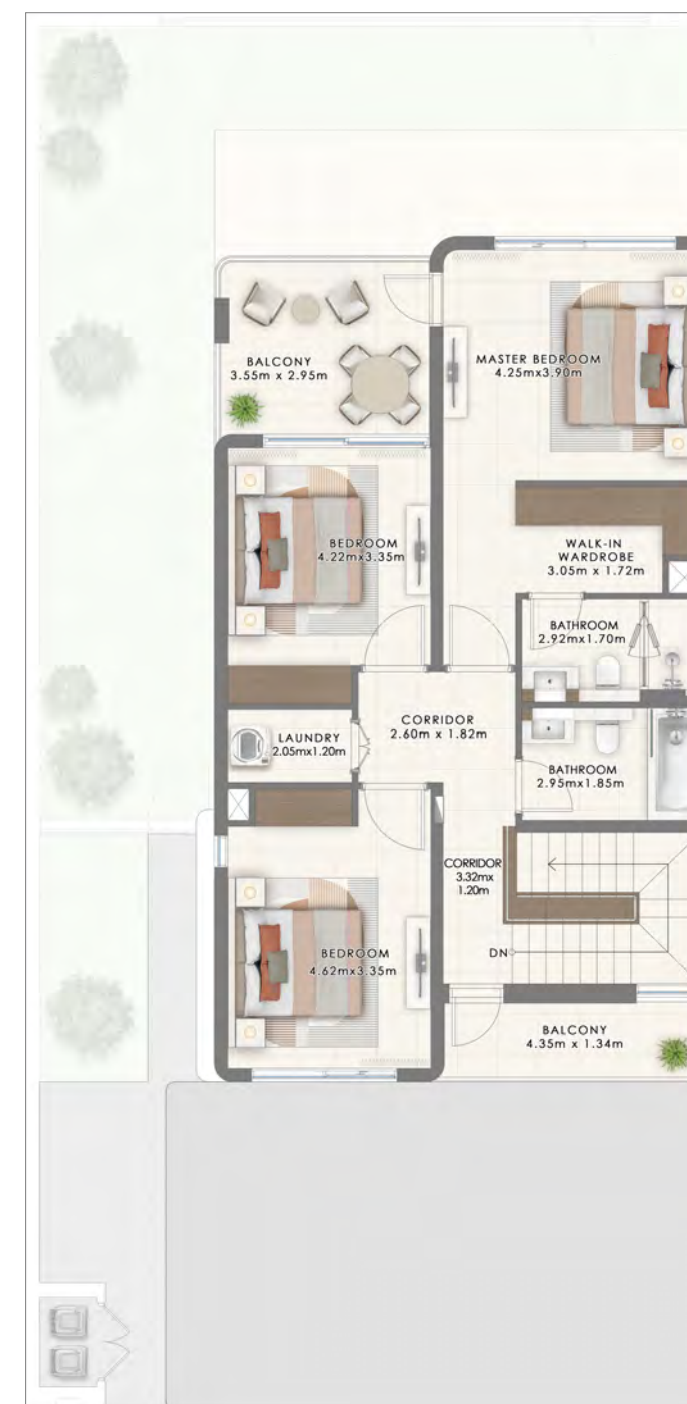 BALCONY
3.55m x 2.95m
MASTER BEDROOM
4.25mx3.90m
BEDROOM
4.22mx3.35m
WALK-IN
WARDROBE
3.05m x 1.72m
BATHROOM
2.92mx1.70m
CORRIDOR
2.60m x 1.82m
LAUNDRY
2.05mx1.20m
BATHROOM
2.95mx1.85m
CORRIDOR
3.32mx
1.20m
BEDROOM
4.62mx3.35m
DN
BALCONY
4.35m x 1.34m